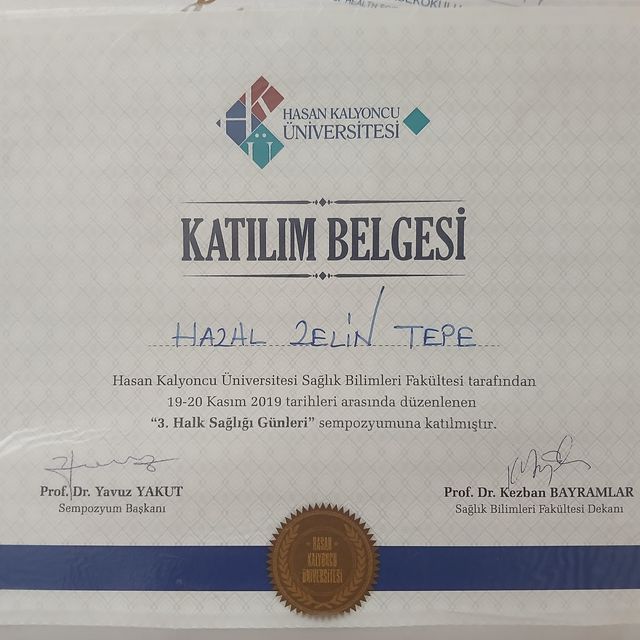 HASAN KALYONCU
ÜNİVERSİTESİ
KATILIM BELGESİ
HAZAL ZELİN TEPE
Hasan Kalyoncu Üniversitesi Sağlık Bilimleri Fakültesi tarafından
19-20 Kasım 2019 tarihleri arasında düzenlenen
“3. Halk Sağlığı Günleri” sempozyumuna katılmıştır.
Prof. Dr. Yavuz YAKUT
Sempozyum Başkanı
Prof. Dr. Kezban BAYRAMLAR
Sağlık Bilimleri Fakültesi Dekanı
HASAN
KALYONCU
ÜNİVERSİTESİ